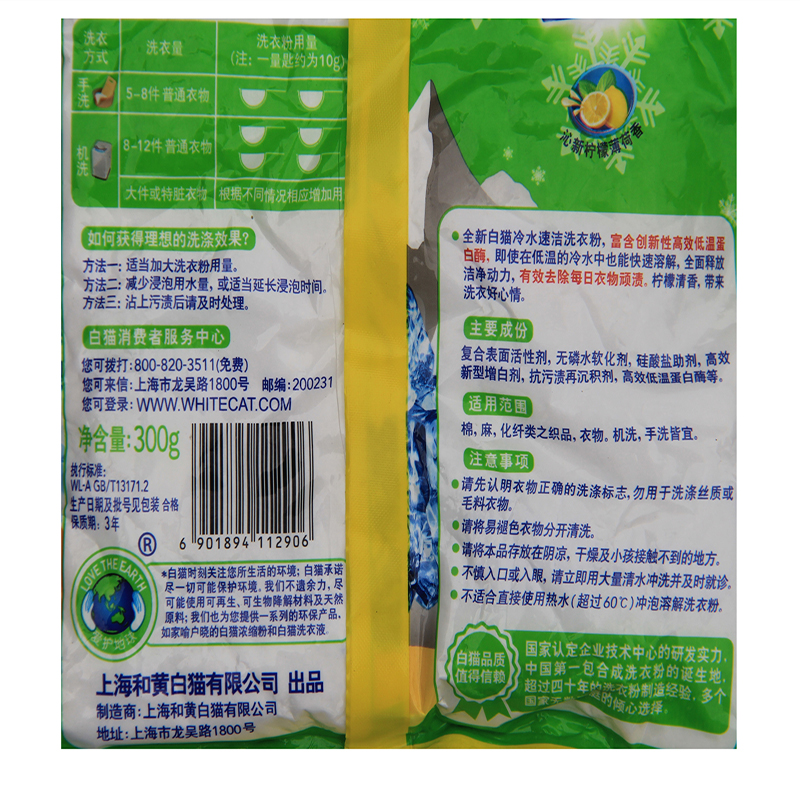 洗衣方式 洗衣量 洗衣粉用量
(注：一量匙约为10g)
手洗 5-8件 普通衣物
机洗 8-12件 普通衣物
大件或特脏衣物 根据不同情况相应增加用
如何获得理想的洗涤效果?
方法一：适当加大洗衣粉用量。
方法二：减少浸泡用水量，或适当延长浸泡时间。
方法三：沾上污渍后请及时处理。
白猫消费者服务中心
您可拨打：800-820-3511(免费)
您可来信：上海市龙吴路1800号 邮编：200231
您可登录：WWW.WHITECAT.COM
净含量：300g
执行标准：
WL-A GB/T13171.2
生产日期及批号见包装 合格
保质期：3年
®
6 901894 112906
LOVE THE EARTH
爱护地球
*白猫时刻关注您所生活的环境；白猫承诺
尽一切可能保护环境。我们不遗余力，尽
可能使用可再生、可生物降解材料及天然
原料；我们也为您提供一系列的环保产品，
如家喻户晓的白猫浓缩粉和白猫洗衣液。
上海和黄白猫有限公司 出品
制造商：上海和黄白猫有限公司
地址：上海市龙吴路1800号
沁新柠檬薄荷香
全新白猫冷水速洁洗衣粉，富含创新性高效低温蛋
白酶，即使在低温的冷水中也能快速溶解，全面释放
洁净动力，有效去除每日衣物顽渍。柠檬清香，带来
洗衣好心情。
主要成份
复合表面活性剂，无磷水软化剂，硅酸盐助剂，高效
新型增白剂，抗污渍再沉积剂，高效低温蛋白酶等。
适用范围
棉，麻，化纤类之织品，衣物。机洗，手洗皆宜。
注意事项
请先认明衣物正确的洗涤标志，勿用于洗涤丝质或
毛料衣物。
请将易褪色衣物分开清洗。
请将本品存放在阴凉，干燥及小孩接触不到的地方。
不慎入口或入眼，请立即用大量清水冲洗并及时就诊。
不适合直接使用热水(超过60℃)冲泡溶解洗衣粉。
白猫品质
值得信赖
国家认定企业技术中心的研发实力，
中国第一包合成洗衣粉的诞生地，
超过四十年的洗衣粉制造经验，多个
国家 的倾心选择。